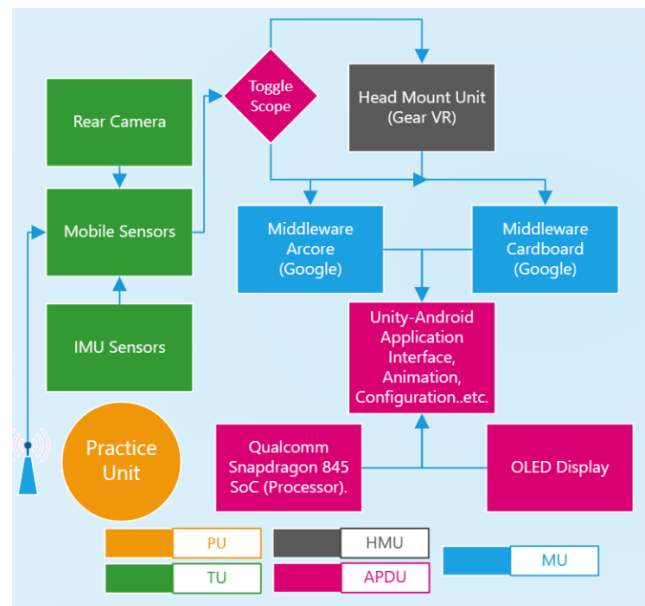 Toggle
Scope
Head Mount Unit
(Gear VR)
Rear Camera
Mobile Sensors
IMU Sensors
Middleware
Arcore
(Google)
Middleware
Cardboard
(Google)
Unity-Android
Application
Interface,
Animation,
Configuration..etc.
Practice
Unit
Qualcomm
Snapdragon 845
SoC (Processor).
OLED Display
PU
HMU
MU
TU
APDU